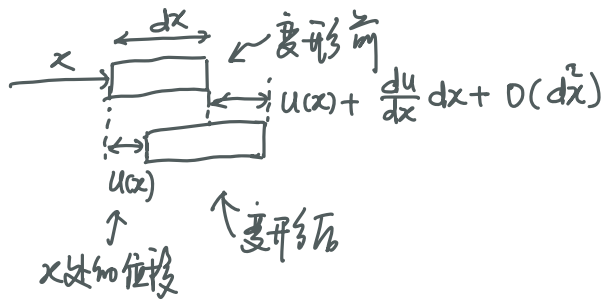 dx
变形前
x
u(x) + du/dx dx + O(dx²)
u(x)
变形后
x处的位移